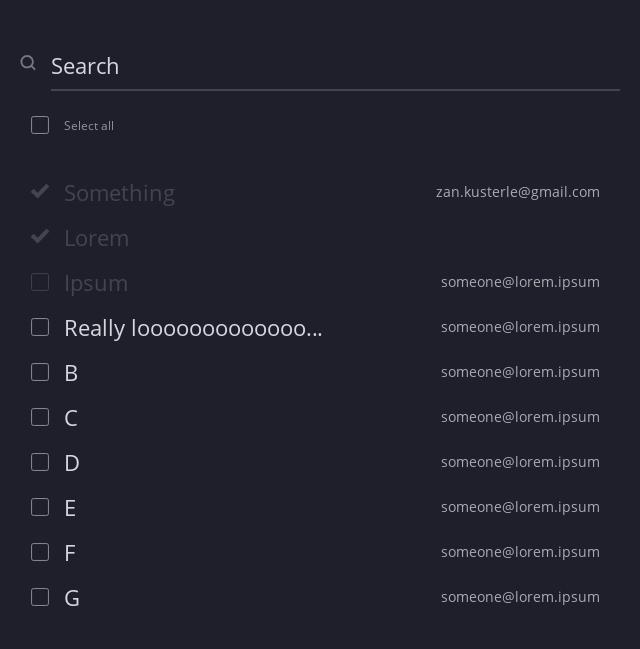 Search
Select all
Something zan.kusterle@gmail.com
Lorem
Ipsum someone@lorem.ipsum
Really looooooooooooo... someone@lorem.ipsum
B someone@lorem.ipsum
C someone@lorem.ipsum
D someone@lorem.ipsum
E someone@lorem.ipsum
F someone@lorem.ipsum
G someone@lorem.ipsum